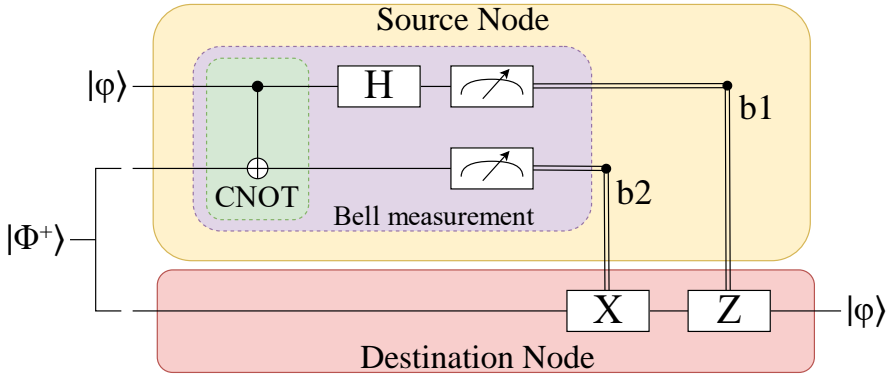 Source Node
|φ⟩
H
b1
CNOT
b2
Bell measurement
|Φ⁺⟩
X
Z
|φ⟩
Destination Node